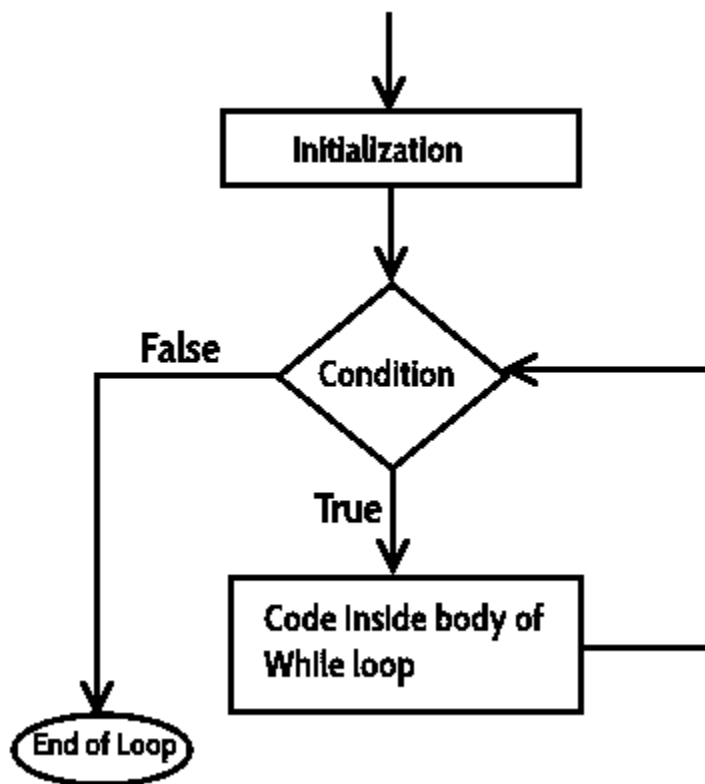 Initialization
False
Condition
True
Code inside body of
While loop
End of Loop